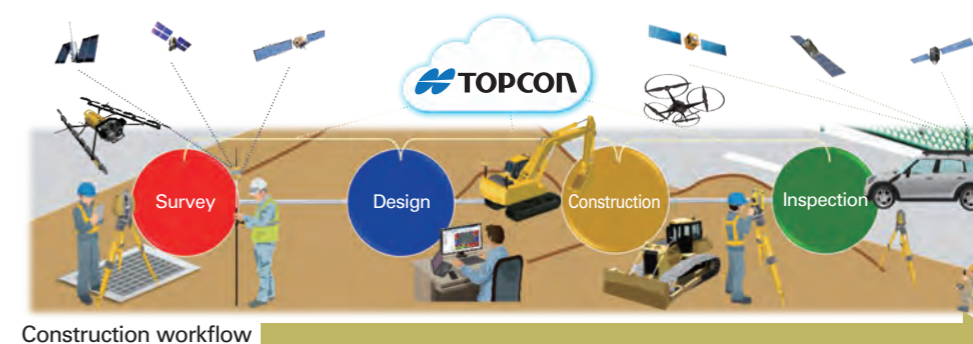 TOPCON
Survey
Design
Construction
Inspection
Construction workflow